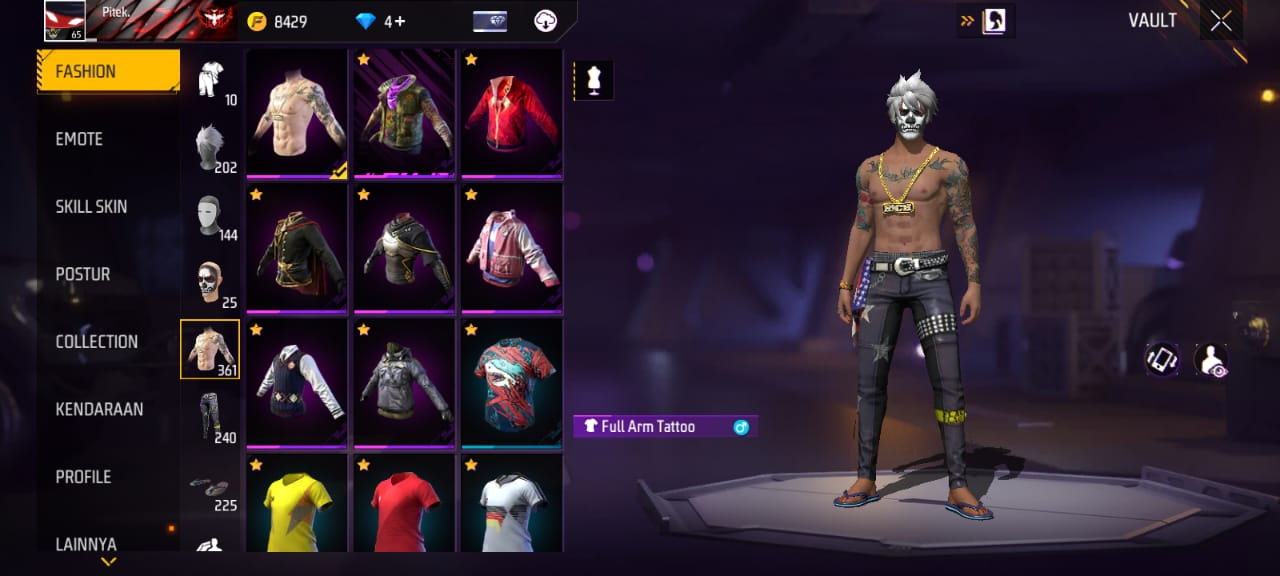 Pitek.
65
8429
4+
VAULT
FASHION
EMOTE
SKILL SKIN
POSTUR
COLLECTION
KENDARAAN
PROFILE
LAINNYA
10
202
144
25
361
240
225
Full Arm Tattoo